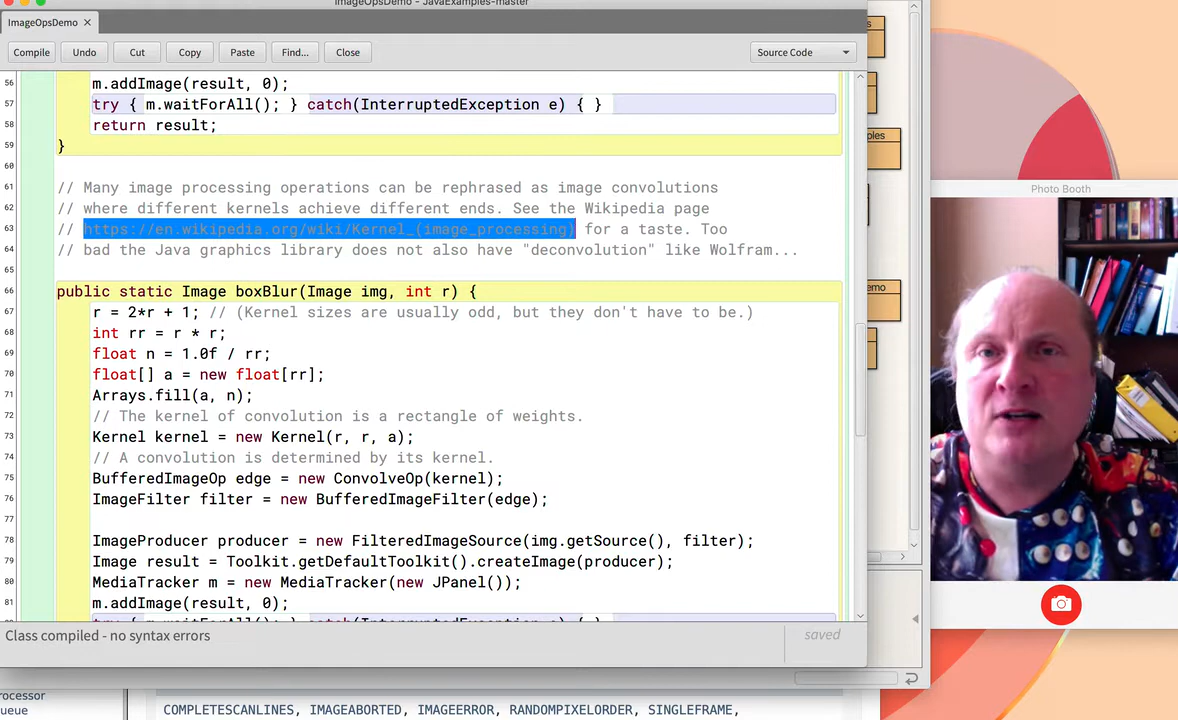 ImageOpsDemo - JavaExamples-master
ImageOpsDemo ✕
Compile Undo Cut Copy Paste Find... Close Source Code
56 m.addImage(result, 0);
57 try { m.waitForAll(); } catch(InterruptedException e) { }
58 return result;
59 }
60
61 // Many image processing operations can be rephrased as image convolutions
62 // where different kernels achieve different ends. See the Wikipedia page
63 // https://en.wikipedia.org/wiki/Kernel_(image_processing) for a taste. Too
64 // bad the Java graphics library does not also have "deconvolution" like Wolfram...
65
66 public static Image boxBlur(Image img, int r) {
67 r = 2*r + 1; // (Kernel sizes are usually odd, but they don't have to be.)
68 int rr = r * r;
69 float n = 1.0f / rr;
70 float[] a = new float[rr];
71 Arrays.fill(a, n);
72 // The kernel of convolution is a rectangle of weights.
73 Kernel kernel = new Kernel(r, r, a);
74 // A convolution is determined by its kernel.
75 BufferedImageOp edge = new ConvolveOp(kernel);
76 ImageFilter filter = new BufferedImageFilter(edge);
77
78 ImageProducer producer = new FilteredImageSource(img.getSource(), filter);
79 Image result = Toolkit.getDefaultToolkit().createImage(producer);
80 MediaTracker m = new MediaTracker(new JPanel());
81 m.addImage(result, 0);
try { m.waitForAll(); } catch(InterruptedException e) { }
Class compiled - no syntax errors
saved
Photo Booth
rocessor
ueue
COMPLETESCANLINES, IMAGEABORTED, IMAGEERROR, RANDOMPIXELORDER, SINGLEFRAME,